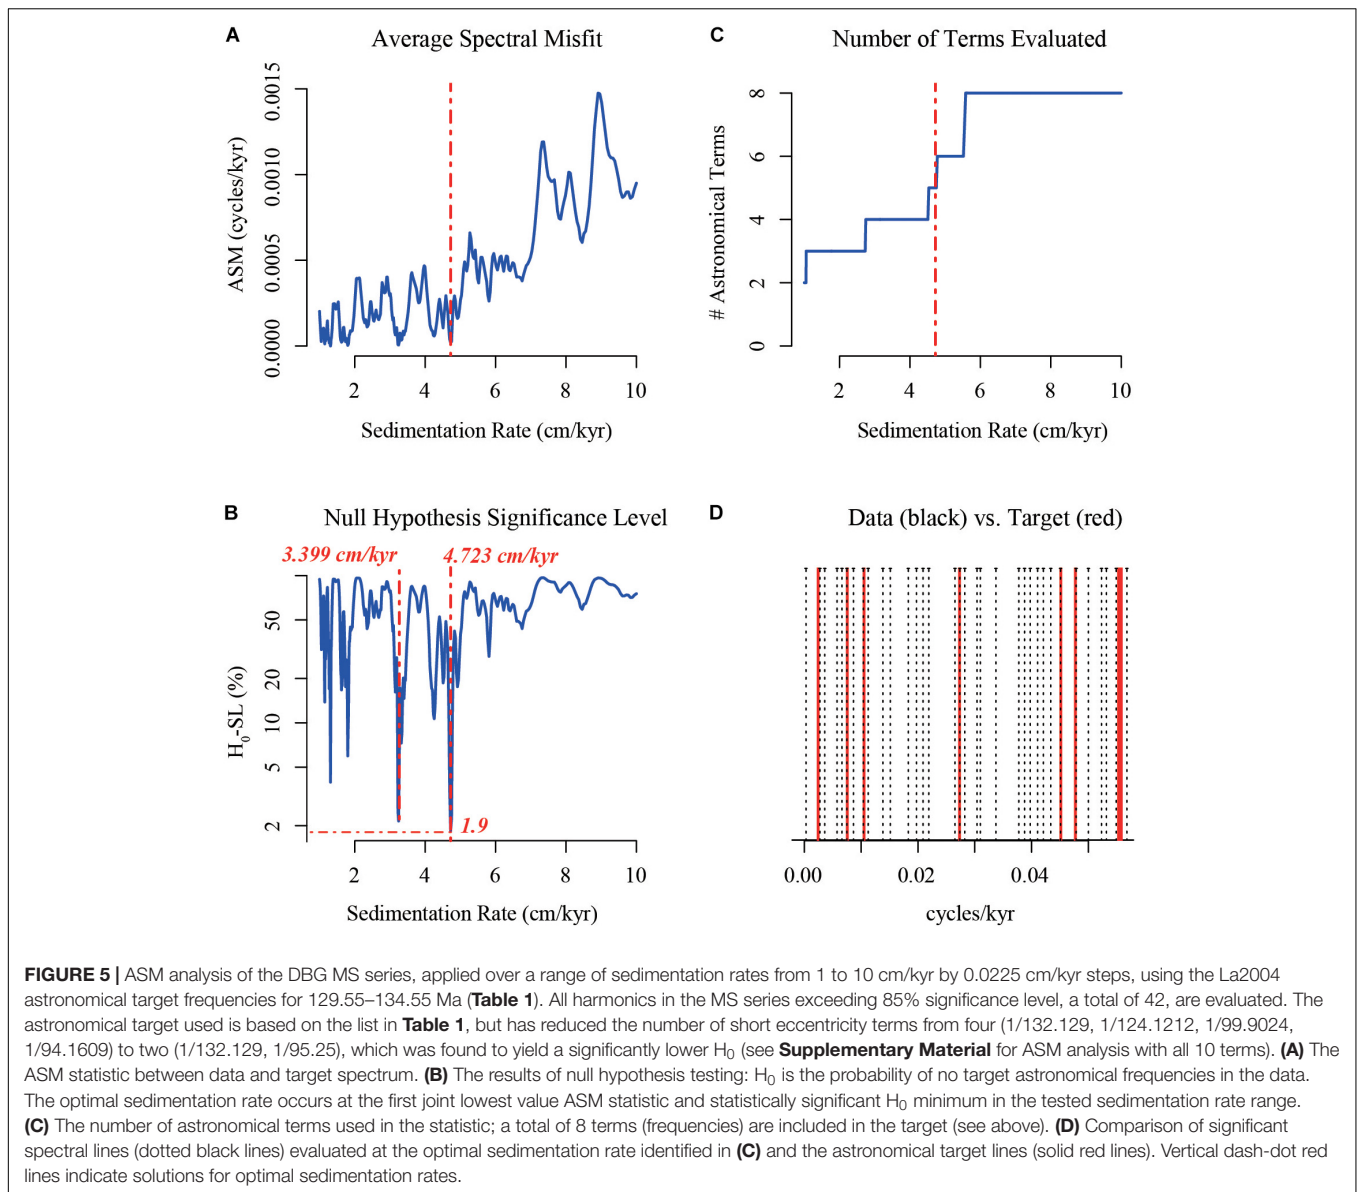 A
Average Spectral Misfit
ASM (cycles/kyr)
0.0015
0.0010
0.0005
0.0000
2 4 6 8 10
Sedimentation Rate (cm/kyr)
C
Number of Terms Evaluated
# Astronomical Terms
8
6
4
2
0
2 4 6 8 10
Sedimentation Rate (cm/kyr)
B
Null Hypothesis Significance Level
3.399 cm/kyr 4.723 cm/kyr
H₀-SL (%)
50
20
10
5
2
1.9
2 4 6 8 10
Sedimentation Rate (cm/kyr)
D
Data (black) vs. Target (red)
0.00 0.02 0.04
cycles/kyr
FIGURE 5 | ASM analysis of the DBG MS series, applied over a range of sedimentation rates from 1 to 10 cm/kyr by 0.0225 cm/kyr steps, using the La2004
astronomical target frequencies for 129.55–134.55 Ma (Table 1). All harmonics in the MS series exceeding 85% significance level, a total of 42, are evaluated. The
astronomical target used is based on the list in Table 1, but has reduced the number of short eccentricity terms from four (1/132.129, 1/124.1212, 1/99.9024,
1/94.1609) to two (1/132.129, 1/95.25), which was found to yield a significantly lower H₀ (see Supplementary Material for ASM analysis with all 10 terms). (A) The
ASM statistic between data and target spectrum. (B) The results of null hypothesis testing: H₀ is the probability of no target astronomical frequencies in the data.
The optimal sedimentation rate occurs at the first joint lowest value ASM statistic and statistically significant H₀ minimum in the tested sedimentation rate range.
(C) The number of astronomical terms used in the statistic; a total of 8 terms (frequencies) are included in the target (see above). (D) Comparison of significant
spectral lines (dotted black lines) evaluated at the optimal sedimentation rate identified in (C) and the astronomical target lines (solid red lines). Vertical dash-dot red
lines indicate solutions for optimal sedimentation rates.